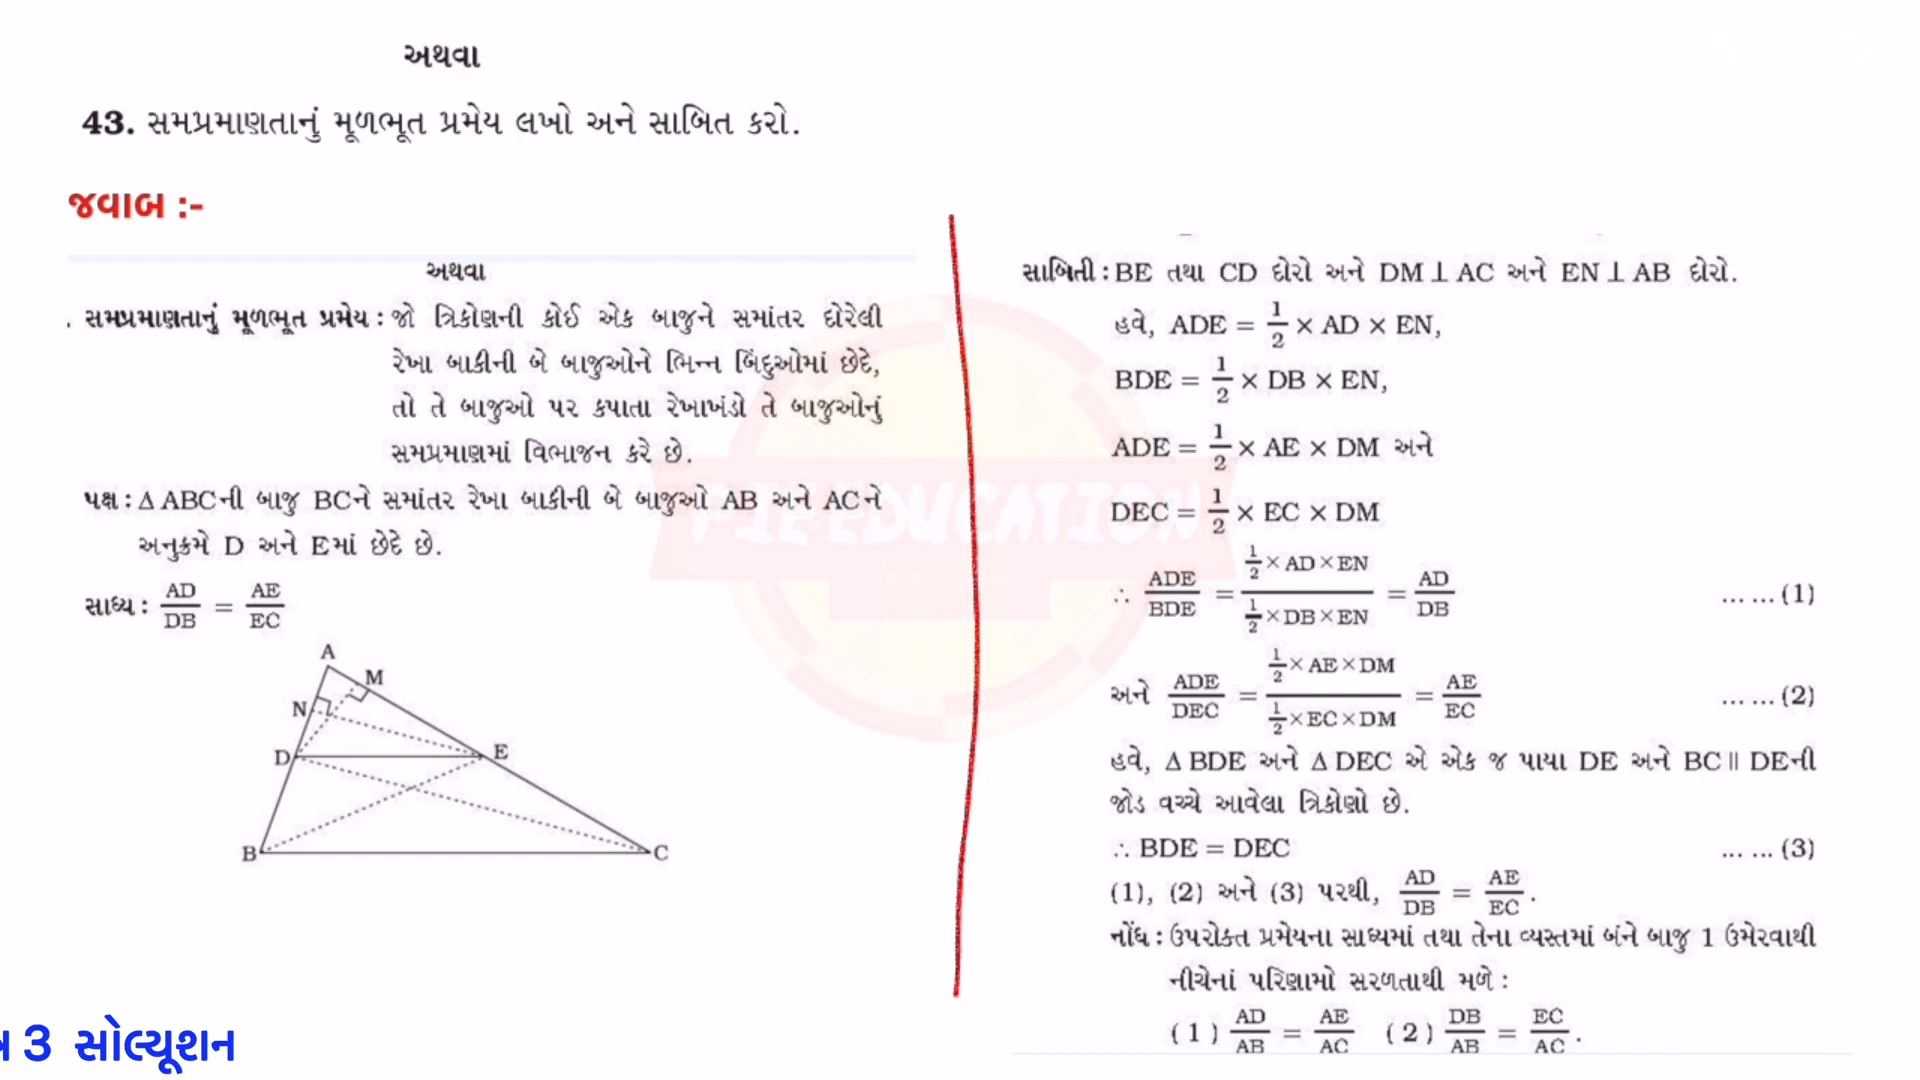 અથવા
43. સમપ્રમાણતાનું મૂળભૂત પ્રમેય લખો અને સાબિત કરો.
જવાબ :-
અથવા
. સમપ્રમાણતાનું મૂળભૂત પ્રમેય : જો ત્રિકોણની કોઈ એક બાજુને સમાંતર દોરેલી
રેખા બાકીની બે બાજુઓને ભિન્ન બિંદુઓમાં છેદે,
તો તે બાજુઓ પર કપાતા રેખાખંડો તે બાજુઓનું
સમપ્રમાણમાં વિભાજન કરે છે.
પક્ષ : Δ ABCની બાજુ BCને સમાંતર રેખા બાકીની બે બાજુઓ AB અને ACને
અનુક્રમે D અને Eમાં છેદે છે.
સાધ્ય : AD/DB = AE/EC
A
M
N
D
E
B
C
સાબિતી : BE તથા CD દોરો અને DM ⊥ AC અને EN ⊥ AB દોરો.
હવે, ADE = 1/2 × AD × EN,
BDE = 1/2 × DB × EN,
ADE = 1/2 × AE × DM અને
DEC = 1/2 × EC × DM
∴ ADE/BDE = (1/2 × AD × EN)/(1/2 × DB × EN) = AD/DB ... ... (1)
અને ADE/DEC = (1/2 × AE × DM)/(1/2 × EC × DM) = AE/EC ... ... (2)
હવે, Δ BDE અને Δ DEC એ એક જ પાયા DE અને BC || DEની
જોડ વચ્ચે આવેલા ત્રિકોણો છે.
∴ BDE = DEC ... ... (3)
(1), (2) અને (3) પરથી, AD/DB = AE/EC .
નોંધ : ઉપરોક્ત પ્રમેયના સાધ્યમાં તથા તેના વ્યસ્તમાં બંને બાજુ 1 ઉમેરવાથી
નીચેનાં પરિણામો સરળતાથી મળે :
( 1 ) AD/AB = AE/AC ( 2 ) DB/AB = EC/AC .
PIE EDUCATION
3 સોલ્યૂશન